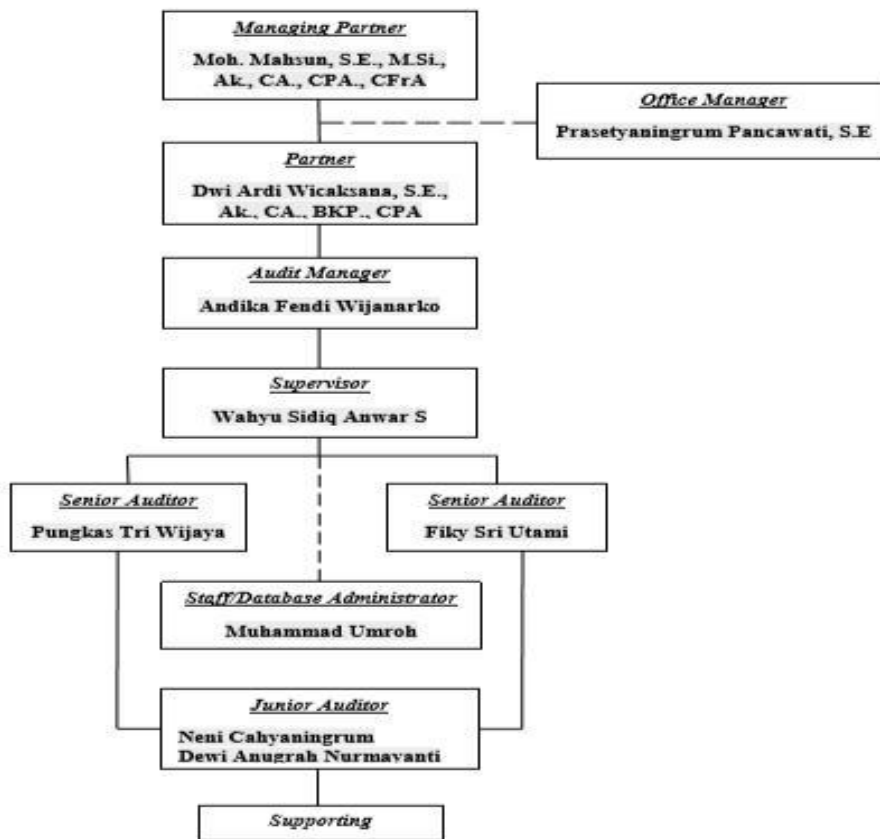 Managing Partner
Moh. Mahsun, S.E., M.Si.,
Ak., CA., CPA., CFrA
Office Manager
Prasetyaningrum Pancawati, S.E
Partner
Dwi Ardi Wicaksana, S.E.,
Ak., CA., BKP., CPA
Audit Manager
Andika Fendi Wijanarko
Supervisor
Wahyu Sidiq Anwar S
Senior Auditor
Pungkas Tri Wijaya
Senior Auditor
Fiky Sri Utami
Staff/Database Administrator
Muhammad Umroh
Junior Auditor
Neni Cahyaningrum
Dewi Anugrah Nurmayanti
Supporting